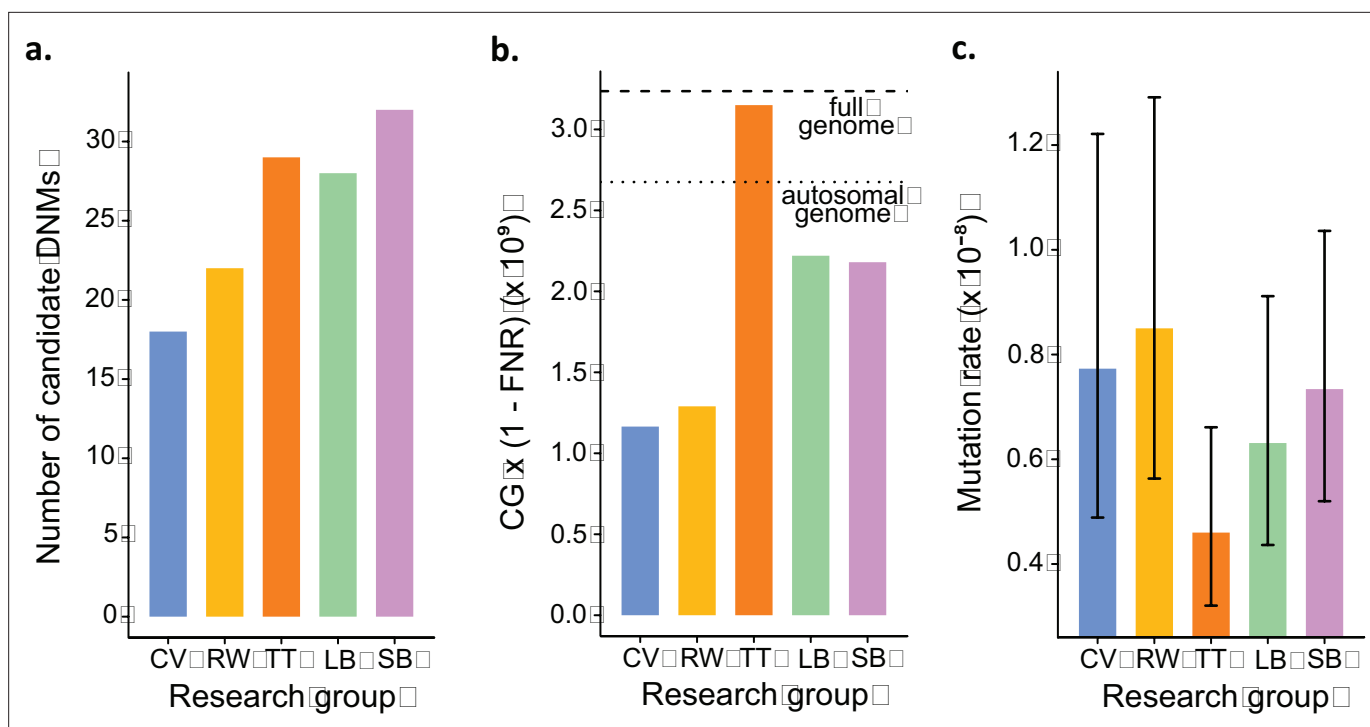 a.
Number of candidate DNMs
30
25
20
15
10
5
0
CV RW TT LB SB
Research group
b.
CG x (1 - FNR) (x 10⁹)
full
genome
autosomal
genome
3.0
2.5
2.0
1.5
1.0
0.5
0.0
CV RW TT LB SB
Research group
c.
Mutation rate (x 10⁻⁸)
1.2
1.0
0.8
0.6
0.4
CV RW TT LB SB
Research group